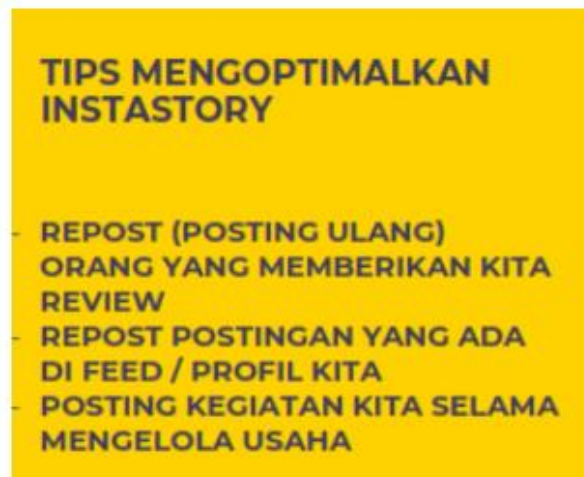 TIPS MENGOPTIMALKAN
INSTASTORY
- REPOST (POSTING ULANG)
ORANG YANG MEMBERIKAN KITA
REVIEW
- REPOST POSTINGAN YANG ADA
DI FEED / PROFIL KITA
- POSTING KEGIATAN KITA SELAMA
MENGELOLA USAHA